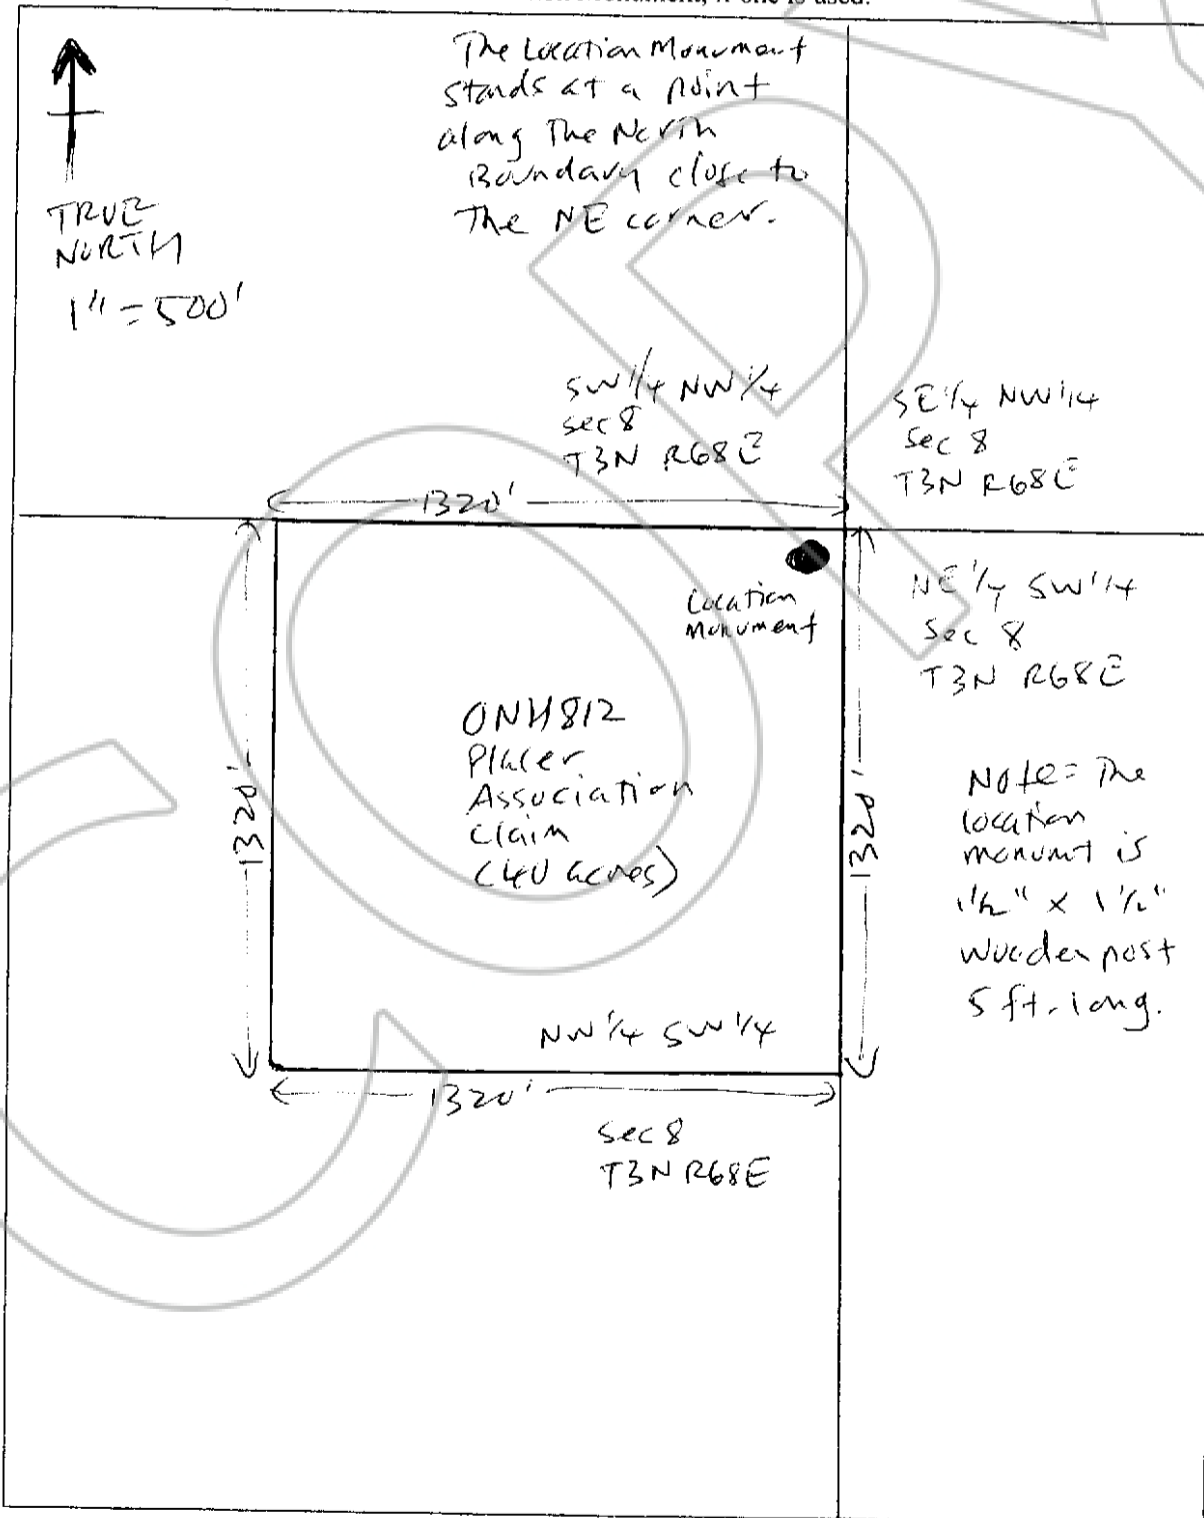 Monument, if one is used.
The Location Monument
stands at a point
along The North
Boundary close to
The NE corner.
TRUE
NORTH
1" = 500'
SW 1/4 NW 1/4
sec 8
T3N R68E
SE 1/4 NW 1/4
Sec 8
T3N R68E
1320'
Location
Monument
NE 1/4 SW 1/4
Sec 8
T3N R68E
1320'
ONH812
Placer
Association
Claim
(40 acres)
1320'
Note= The
location
monumt is
1 1/2" x 1 1/2"
Wooden post
5 ft. long.
NW 1/4 SW 1/4
1320'
sec 8
T3N R68E
COPY